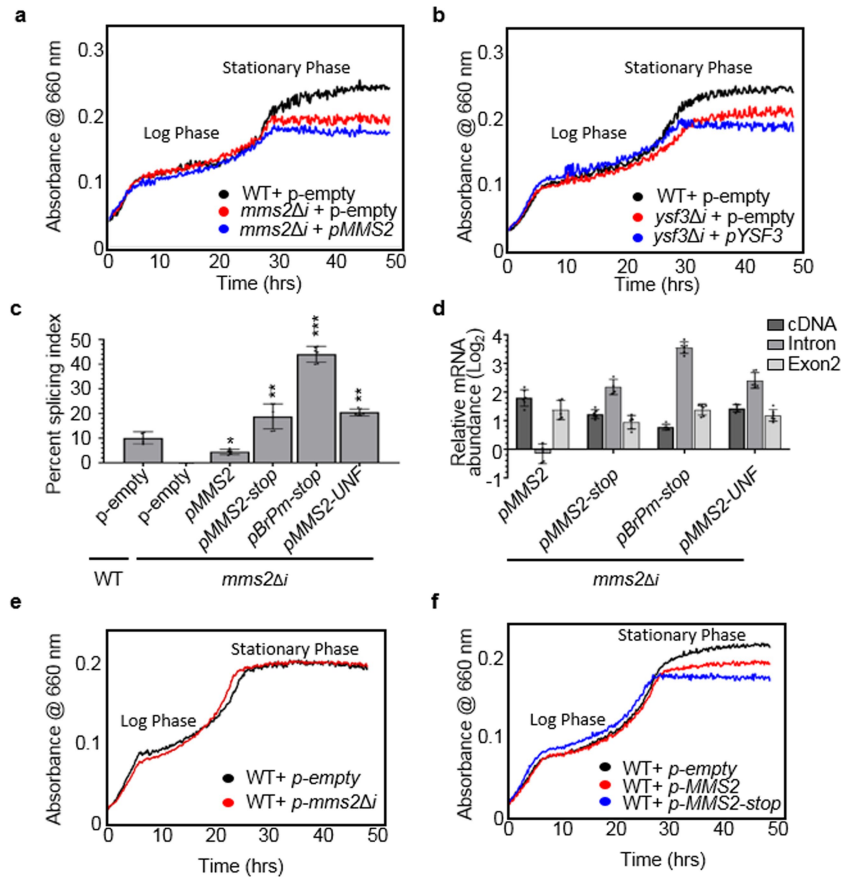 a
Absorbance @ 660 nm
0.3
0.2
0.1
0
Stationary Phase
Log Phase
WT+ p-empty
mms2Δi + p-empty
mms2Δi + pMMS2
0 10 20 30 40 50
Time (hrs)
b
Absorbance @ 660 nm
0.3
0.2
0.1
0
Stationary Phase
Log Phase
WT+ p-empty
ysf3Δi + p-empty
ysf3Δi + pYSF3
0 10 20 30 40 50
Time (hrs)
c
Percent splicing index
50
40
30
20
10
0
*
**
***
**
p-empty
p-empty
pMMS2
pMMS2-stop
pBrPm-stop
pMMS2-UNF
WT
mms2Δi
d
Relative mRNA
abundance (Log2)
4
3
2
1
0
-1
cDNA
Intron
Exon2
pMMS2
pMMS2-stop
pBrPm-stop
pMMS2-UNF
mms2Δi
e
Absorbance @ 660 nm
0.2
0.1
0
Stationary Phase
Log Phase
WT+ p-empty
WT+ p-mms2Δi
0 10 20 30 40 50
Time (hrs)
f
Absorbance @ 660 nm
0.2
0.1
0
Stationary Phase
Log Phase
WT+ p-empty
WT+ p-MMS2
WT+ p-MMS2-stop
0 10 20 30 40 50
Time (hrs)